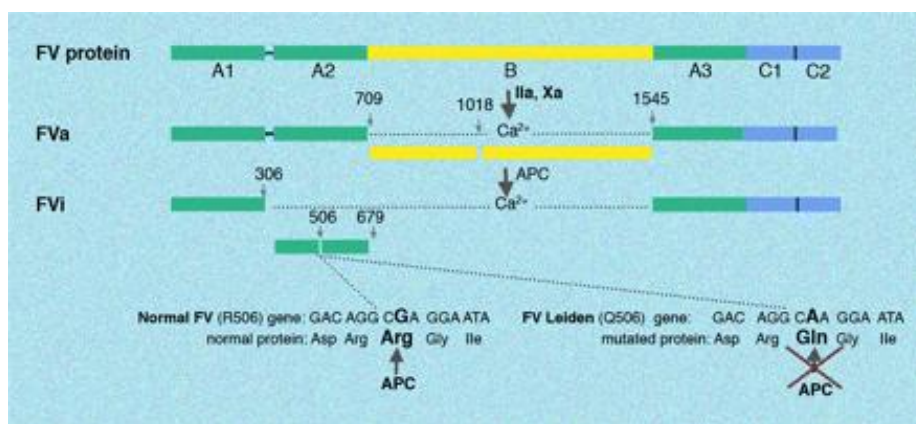 FV protein
A1 A2 B A3 C1 C2
IIa, Xa
709 1018 1545
FVa Ca²⁺
APC
306
FVi Ca²⁺
506 679
Normal FV (R506) gene: GAC AGG CGA GGA ATA
normal protein: Asp Arg Arg Gly Ile
APC
FV Leiden (Q506) gene: GAC AGG CAA GGA ATA
mutated protein: Asp Arg Gln Gly Ile
APC